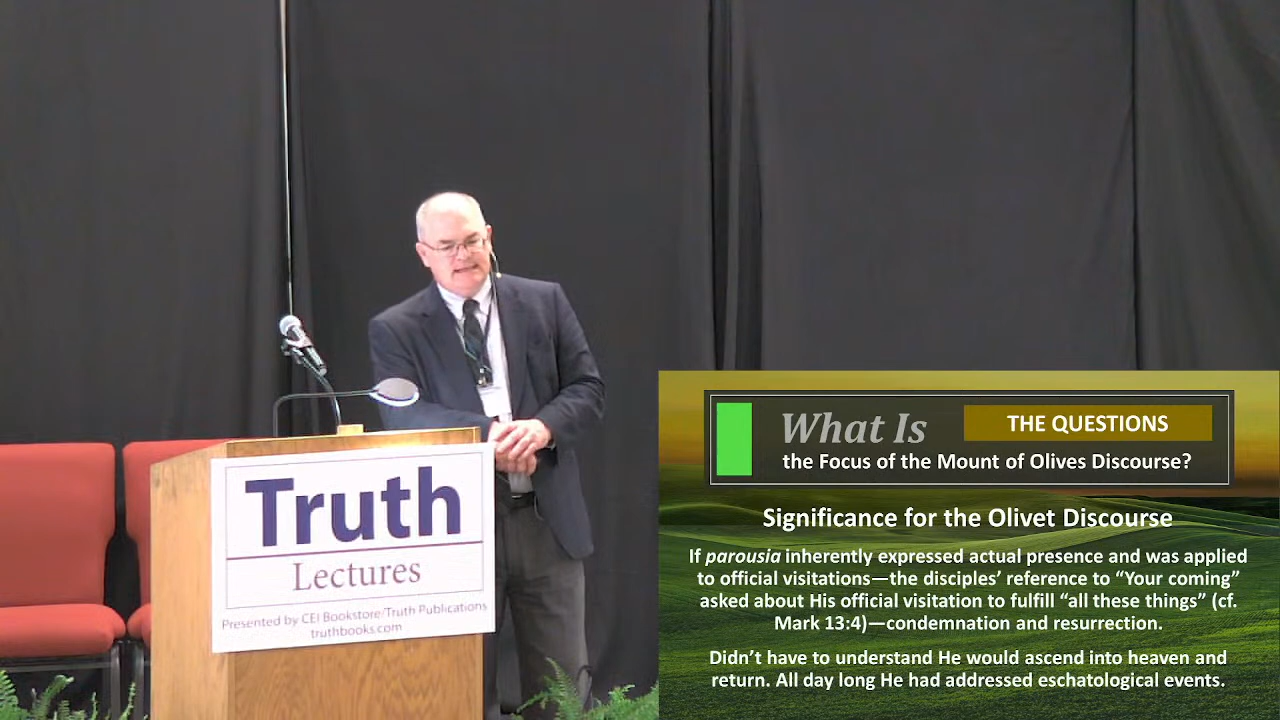 Truth
Lectures
Presented by CEI Bookstore/Truth Publications
truthbooks.com
What Is
THE QUESTIONS
the Focus of the Mount of Olives Discourse?
Significance for the Olivet Discourse
If parousia inherently expressed actual presence and was applied
to official visitations—the disciples’ reference to “Your coming”
asked about His official visitation to fulfill “all these things” (cf.
Mark 13:4)—condemnation and resurrection.
Didn’t have to understand He would ascend into heaven and
return. All day long He had addressed eschatological events.